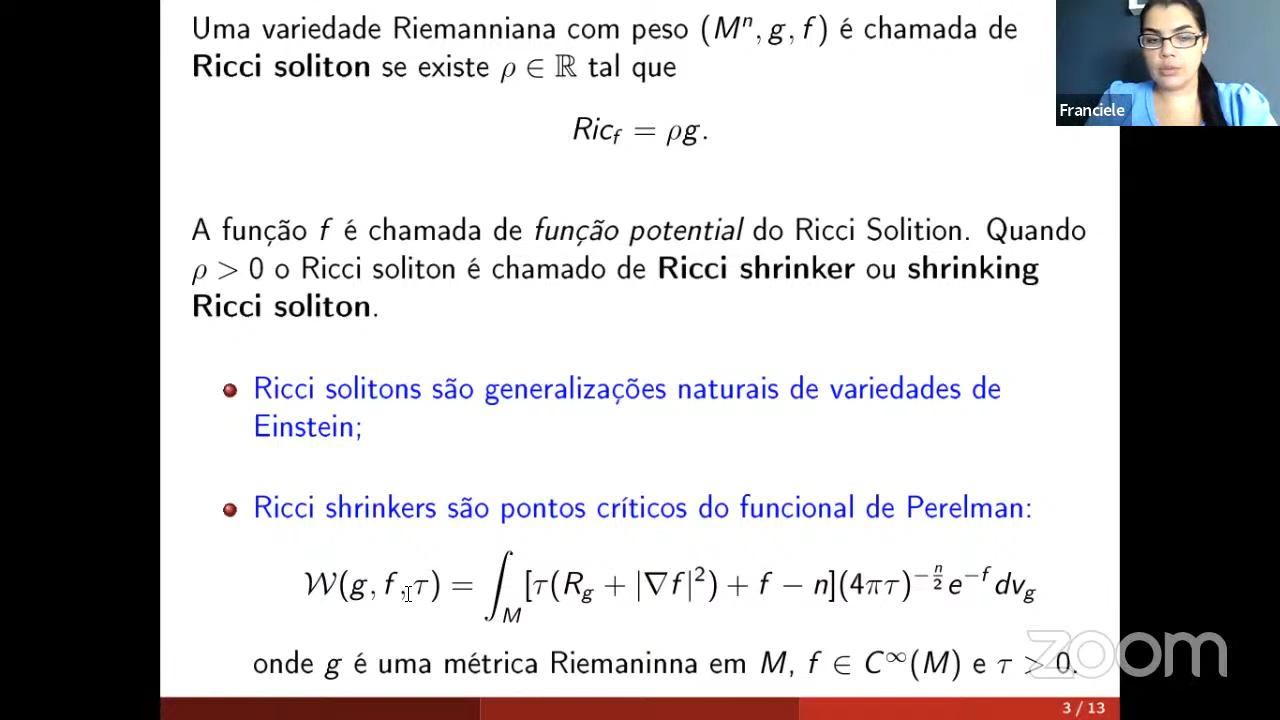 Uma variedade Riemanniana com peso (Mⁿ, g, f) é chamada de
Ricci soliton se existe ρ ∈ ℝ tal que
Ric_f = ρg.
A função f é chamada de função potential do Ricci Solition. Quando
ρ > 0 o Ricci soliton é chamado de Ricci shrinker ou shrinking
Ricci soliton.
Ricci solitons são generalizações naturais de variedades de
Einstein;
Ricci shrinkers são pontos críticos do funcional de Perelman:
𝒲(g, f, τ) = ∫_M [τ(R_g + |∇f|²) + f − n](4πτ)^{−n/2} e^{−f} dv_g
onde g é uma métrica Riemaninna em M, f ∈ C^∞(M) e τ > 0.
3 / 13
Franciele
zoom